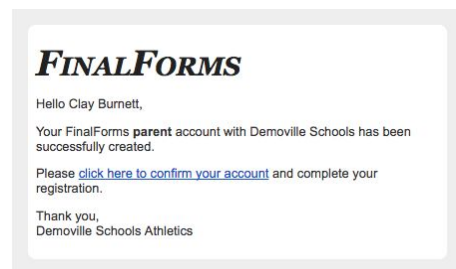 FINALFORMS
Hello Clay Burnett,
Your FinalForms parent account with Demoville Schools has been
successfully created.
Please click here to confirm your account and complete your
registration.
Thank you,
Demoville Schools Athletics